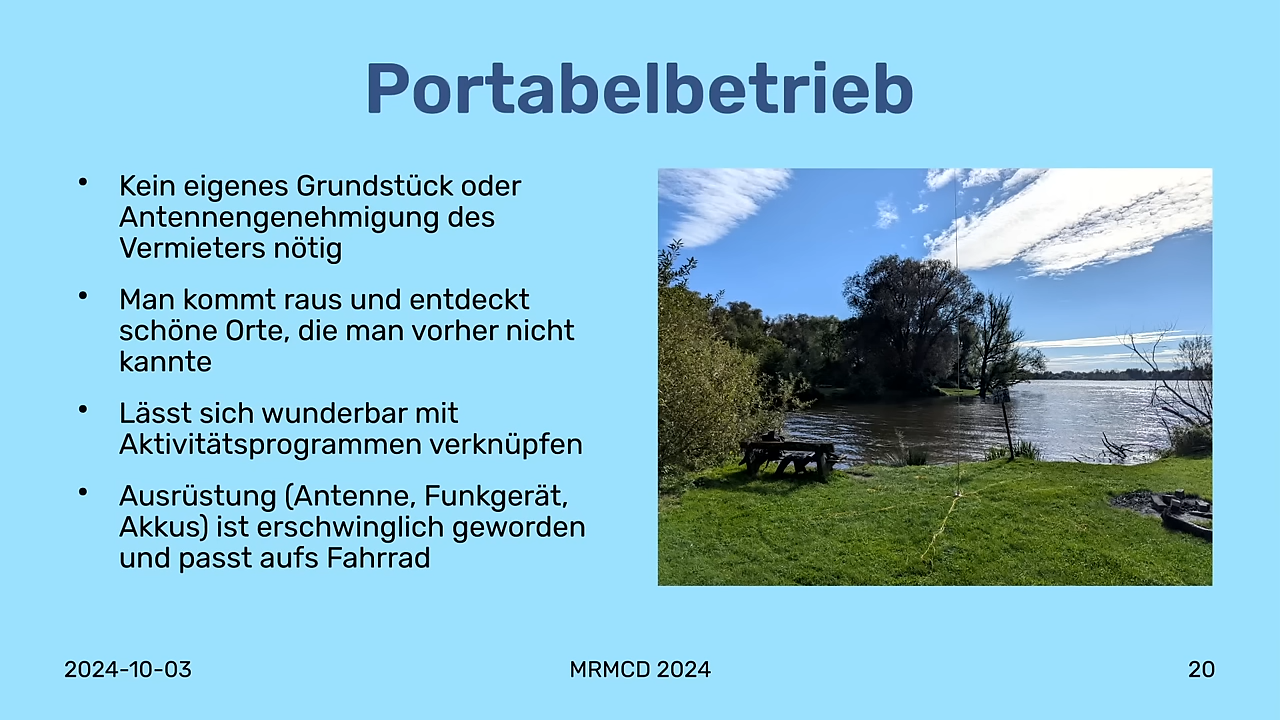 Portabelbetrieb
• Kein eigenes Grundstück oder
Antennengenehmigung des
Vermieters nötig
• Man kommt raus und entdeckt
schöne Orte, die man vorher nicht
kannte
• Lässt sich wunderbar mit
Aktivitätsprogrammen verknüpfen
• Ausrüstung (Antenne, Funkgerät,
Akkus) ist erschwinglich geworden
und passt aufs Fahrrad
2024-10-03
MRMCD 2024
20